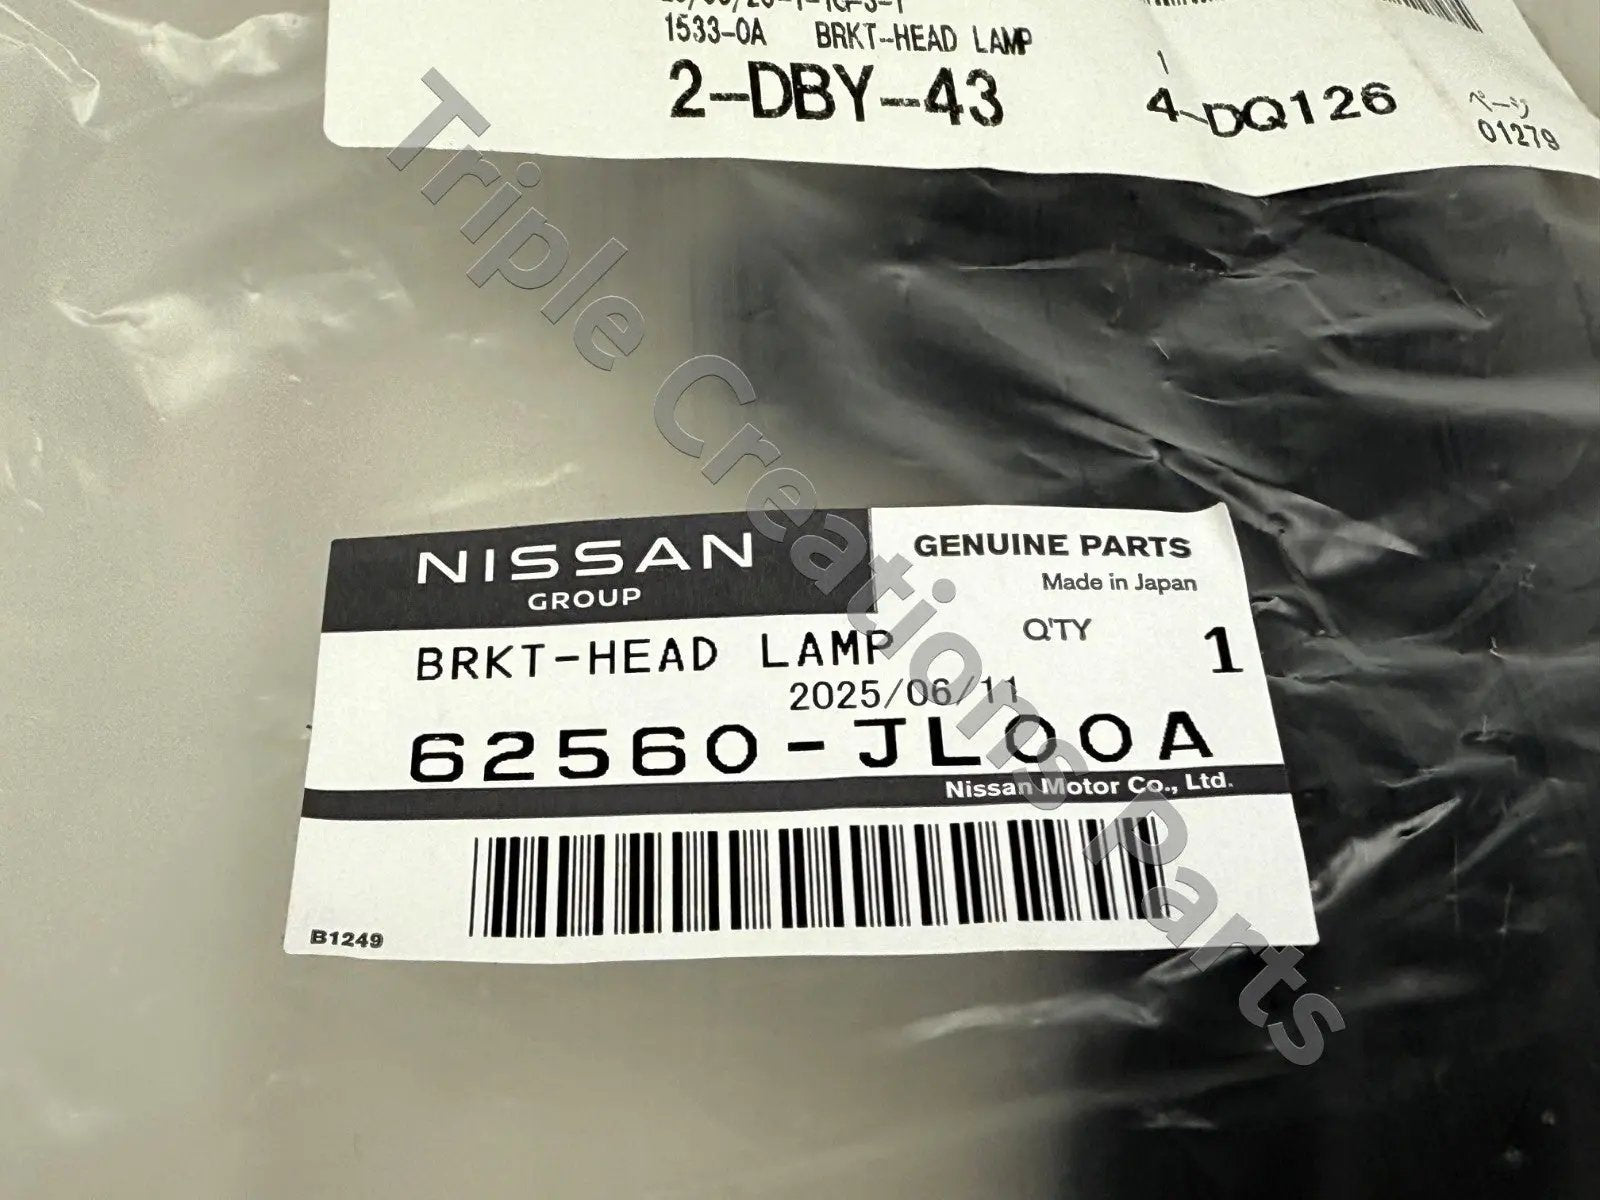 1533-0A BRKT-HEAD LAMP
2-DBY-43
1
4-DQ126
ページ
01279
NISSAN
GROUP
GENUINE PARTS
Made in Japan
BRKT-HEAD LAMP
Q'TY 1
2025/06/11
62560-JL00A
Nissan Motor Co., Ltd.
B1249
Triple Creations Parts